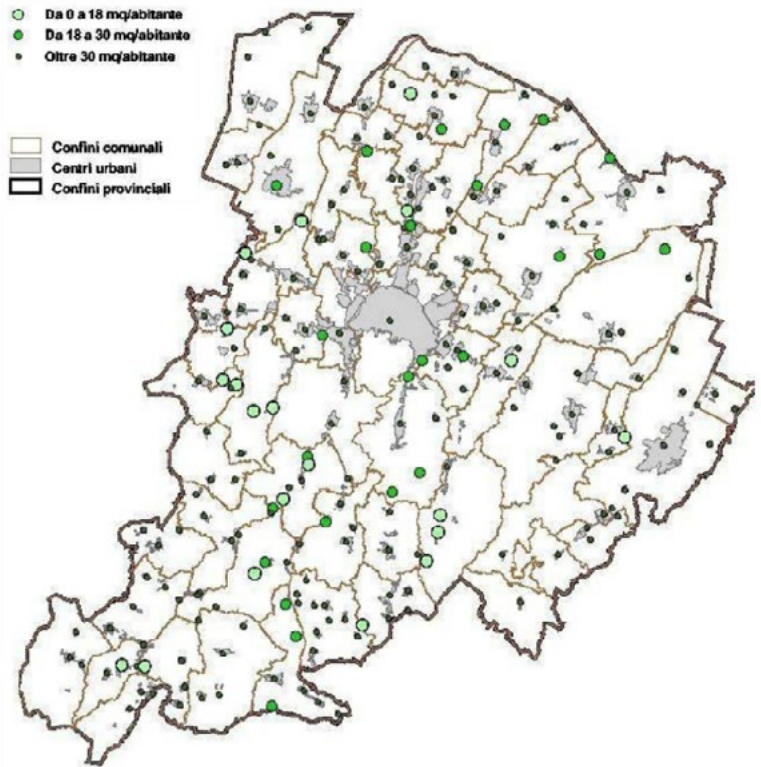 Da 0 a 18 mq/abitante
Da 18 a 30 mq/abitante
Oltre 30 mq/abitante
Confini comunali
Centri urbani
Confini provinciali